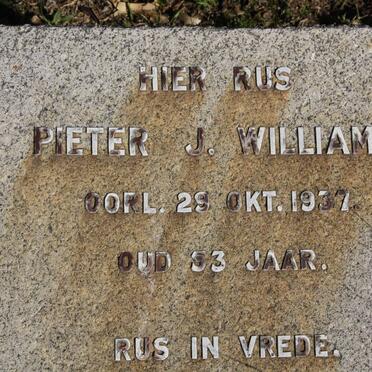 HIER RUS
PIETER J. WILLIAM
OORL. 29 OKT. 1937.
OUD 93 JAAR.
RUS IN VREDE.